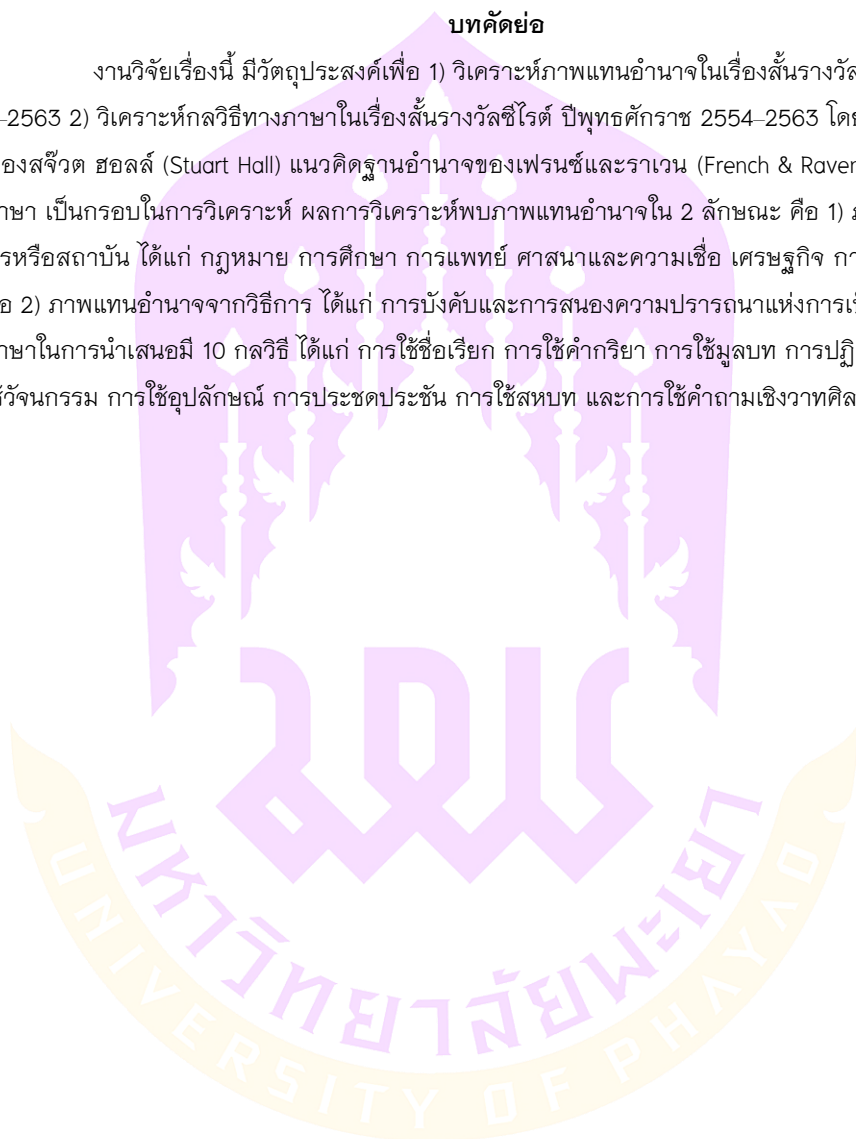 บทคัดย่อ
งานวิจัยเรื่องนี้ มีวัตถุประสงค์เพื่อ 1) วิเคราะห์ภาพแทนอำนาจในเรื่องสั้นรางวัล
–2563 2) วิเคราะห์กลวิธีทางภาษาในเรื่องสั้นรางวัลซีไรต์ ปีพุทธศักราช 2554–2563 โดย
องสจ๊วต ฮอลล์ (Stuart Hall) แนวคิดฐานอำนาจของเฟรนซ์และราเวน (French & Raven
าษา เป็นกรอบในการวิเคราะห์ ผลการวิเคราะห์พบภาพแทนอำนาจใน 2 ลักษณะ คือ 1)
รหรือสถาบัน ได้แก่ กฎหมาย การศึกษา การแพทย์ ศาสนาและความเชื่อ เศรษฐกิจ กา
อ 2) ภาพแทนอำนาจจากวิธีการ ได้แก่ การบังคับและการสนองความปรารถนาแห่งการเ
าษาในการนำเสนอมี 10 กลวิธี ได้แก่ การใช้ชื่อเรียก การใช้คำกริยา การใช้มูลบท การปฏิ
ช้วัจนกรรม การใช้อุปลักษณ์ การประชดประชัน การใช้สหบท และการใช้คำถามเชิงวาทศิล
มหาวิทยาลัยพะเยา
UNIVERSITY OF PHAYAO